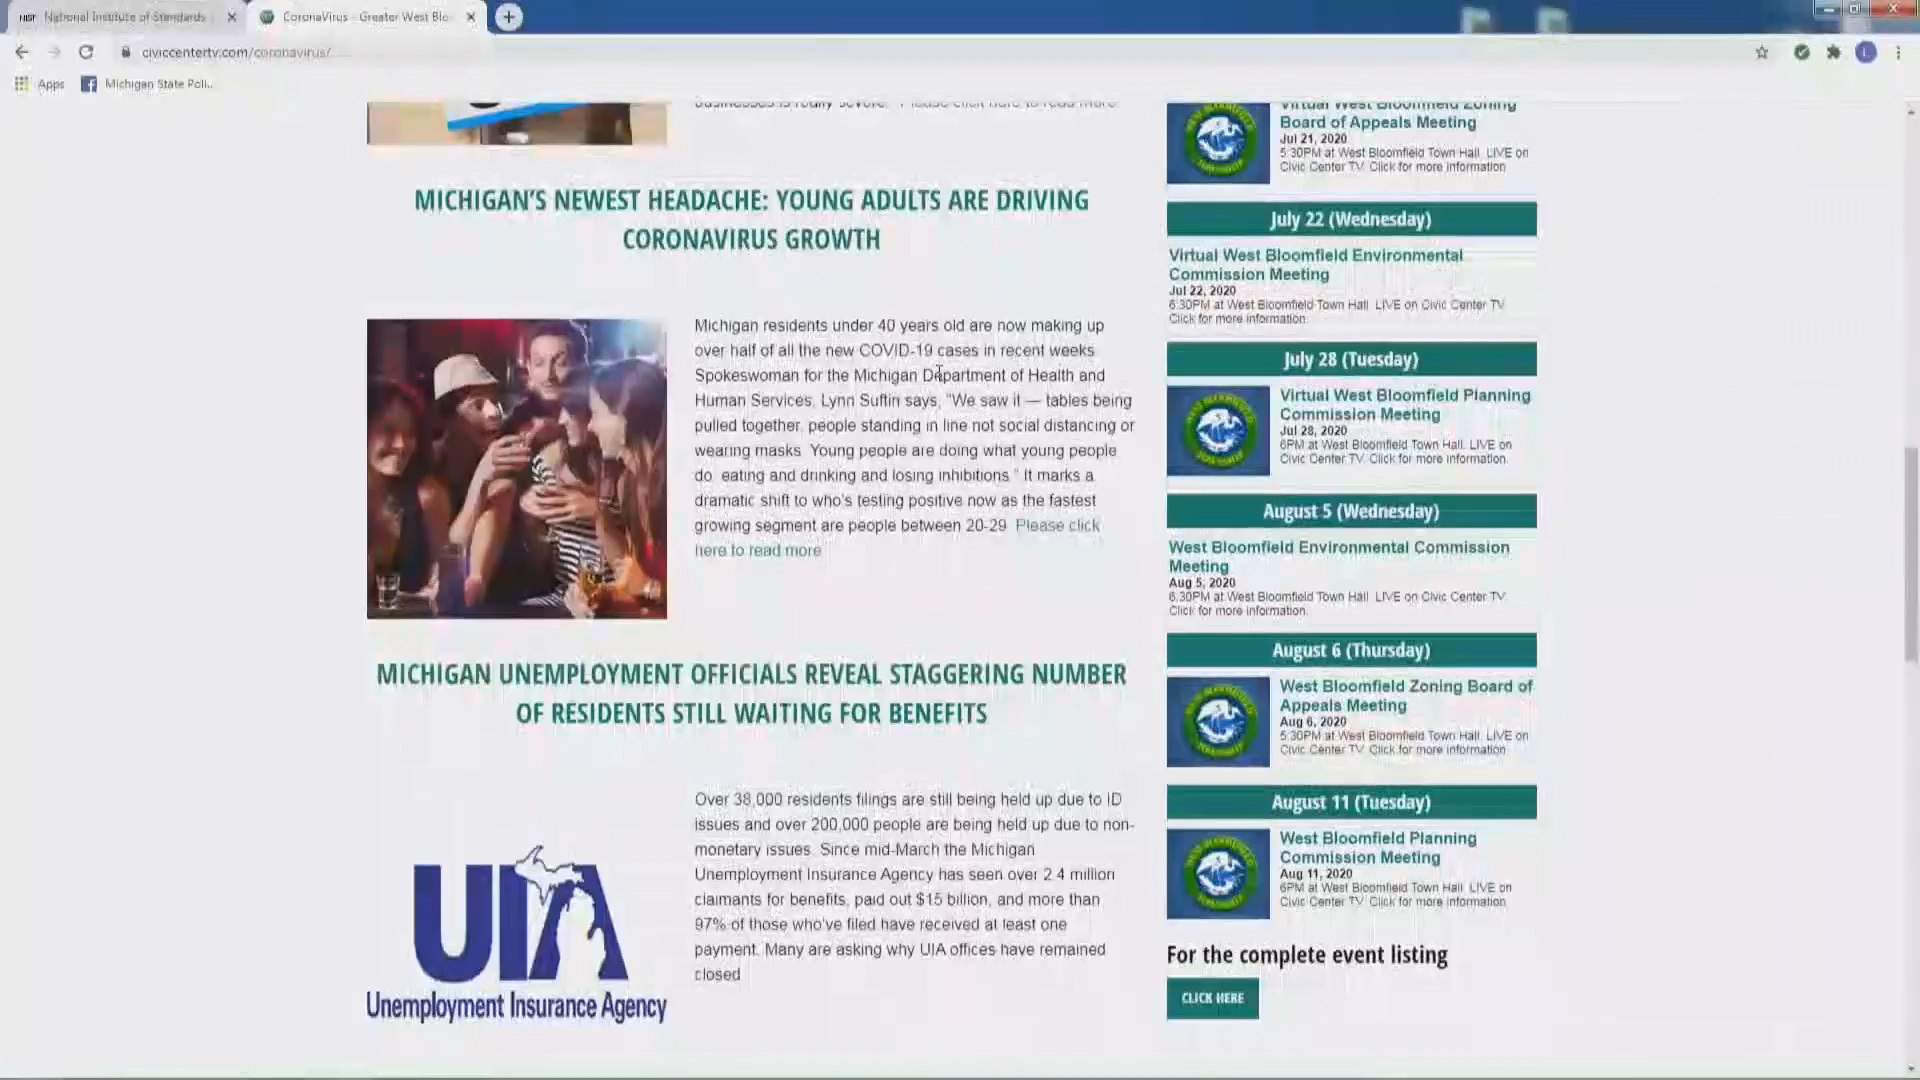 NIST National Institute of Standards
CoronaVirus - Greater West Blo
civiccentertv.com/coronavirus/
Apps
Michigan State Poli..
businesses is really severe. Please click here to read more
MICHIGAN'S NEWEST HEADACHE: YOUNG ADULTS ARE DRIVING
CORONAVIRUS GROWTH
Michigan residents under 40 years old are now making up
over half of all the new COVID-19 cases in recent weeks
Spokeswoman for the Michigan Department of Health and
Human Services, Lynn Sutfin says, "We saw it — tables being
pulled together, people standing in line not social distancing or
wearing masks. Young people are doing what young people
do: eating and drinking and losing inhibitions." It marks a
dramatic shift to who's testing positive now as the fastest
growing segment are people between 20-29. Please click
here to read more
MICHIGAN UNEMPLOYMENT OFFICIALS REVEAL STAGGERING NUMBER
OF RESIDENTS STILL WAITING FOR BENEFITS
UIA
Unemployment Insurance Agency
Over 38,000 residents filings are still being held up due to ID
issues and over 200,000 people are being held up due to non-
monetary issues. Since mid-March the Michigan
Unemployment Insurance Agency has seen over 2.4 million
claimants for benefits, paid out $15 billion, and more than
97% of those who've filed have received at least one
payment. Many are asking why UIA offices have remained
closed
Virtual West Bloomfield Zoning
Board of Appeals Meeting
Jul 21, 2020
5:30PM at West Bloomfield Town Hall. LIVE on
Civic Center TV. Click for more information
July 22 (Wednesday)
Virtual West Bloomfield Environmental
Commission Meeting
Jul 22, 2020
6:30PM at West Bloomfield Town Hall. LIVE on Civic Center TV
Click for more information.
July 28 (Tuesday)
Virtual West Bloomfield Planning
Commission Meeting
Jul 28, 2020
6PM at West Bloomfield Town Hall. LIVE on
Civic Center TV. Click for more information.
August 5 (Wednesday)
West Bloomfield Environmental Commission
Meeting
Aug 5, 2020
6:30PM at West Bloomfield Town Hall. LIVE on Civic Center TV
Click for more information.
August 6 (Thursday)
West Bloomfield Zoning Board of
Appeals Meeting
Aug 6, 2020
5:30PM at West Bloomfield Town Hall. LIVE on
Civic Center TV. Click for more information
August 11 (Tuesday)
West Bloomfield Planning
Commission Meeting
Aug 11, 2020
6PM at West Bloomfield Town Hall. LIVE on
Civic Center TV. Click for more information.
For the complete event listing
CLICK HERE